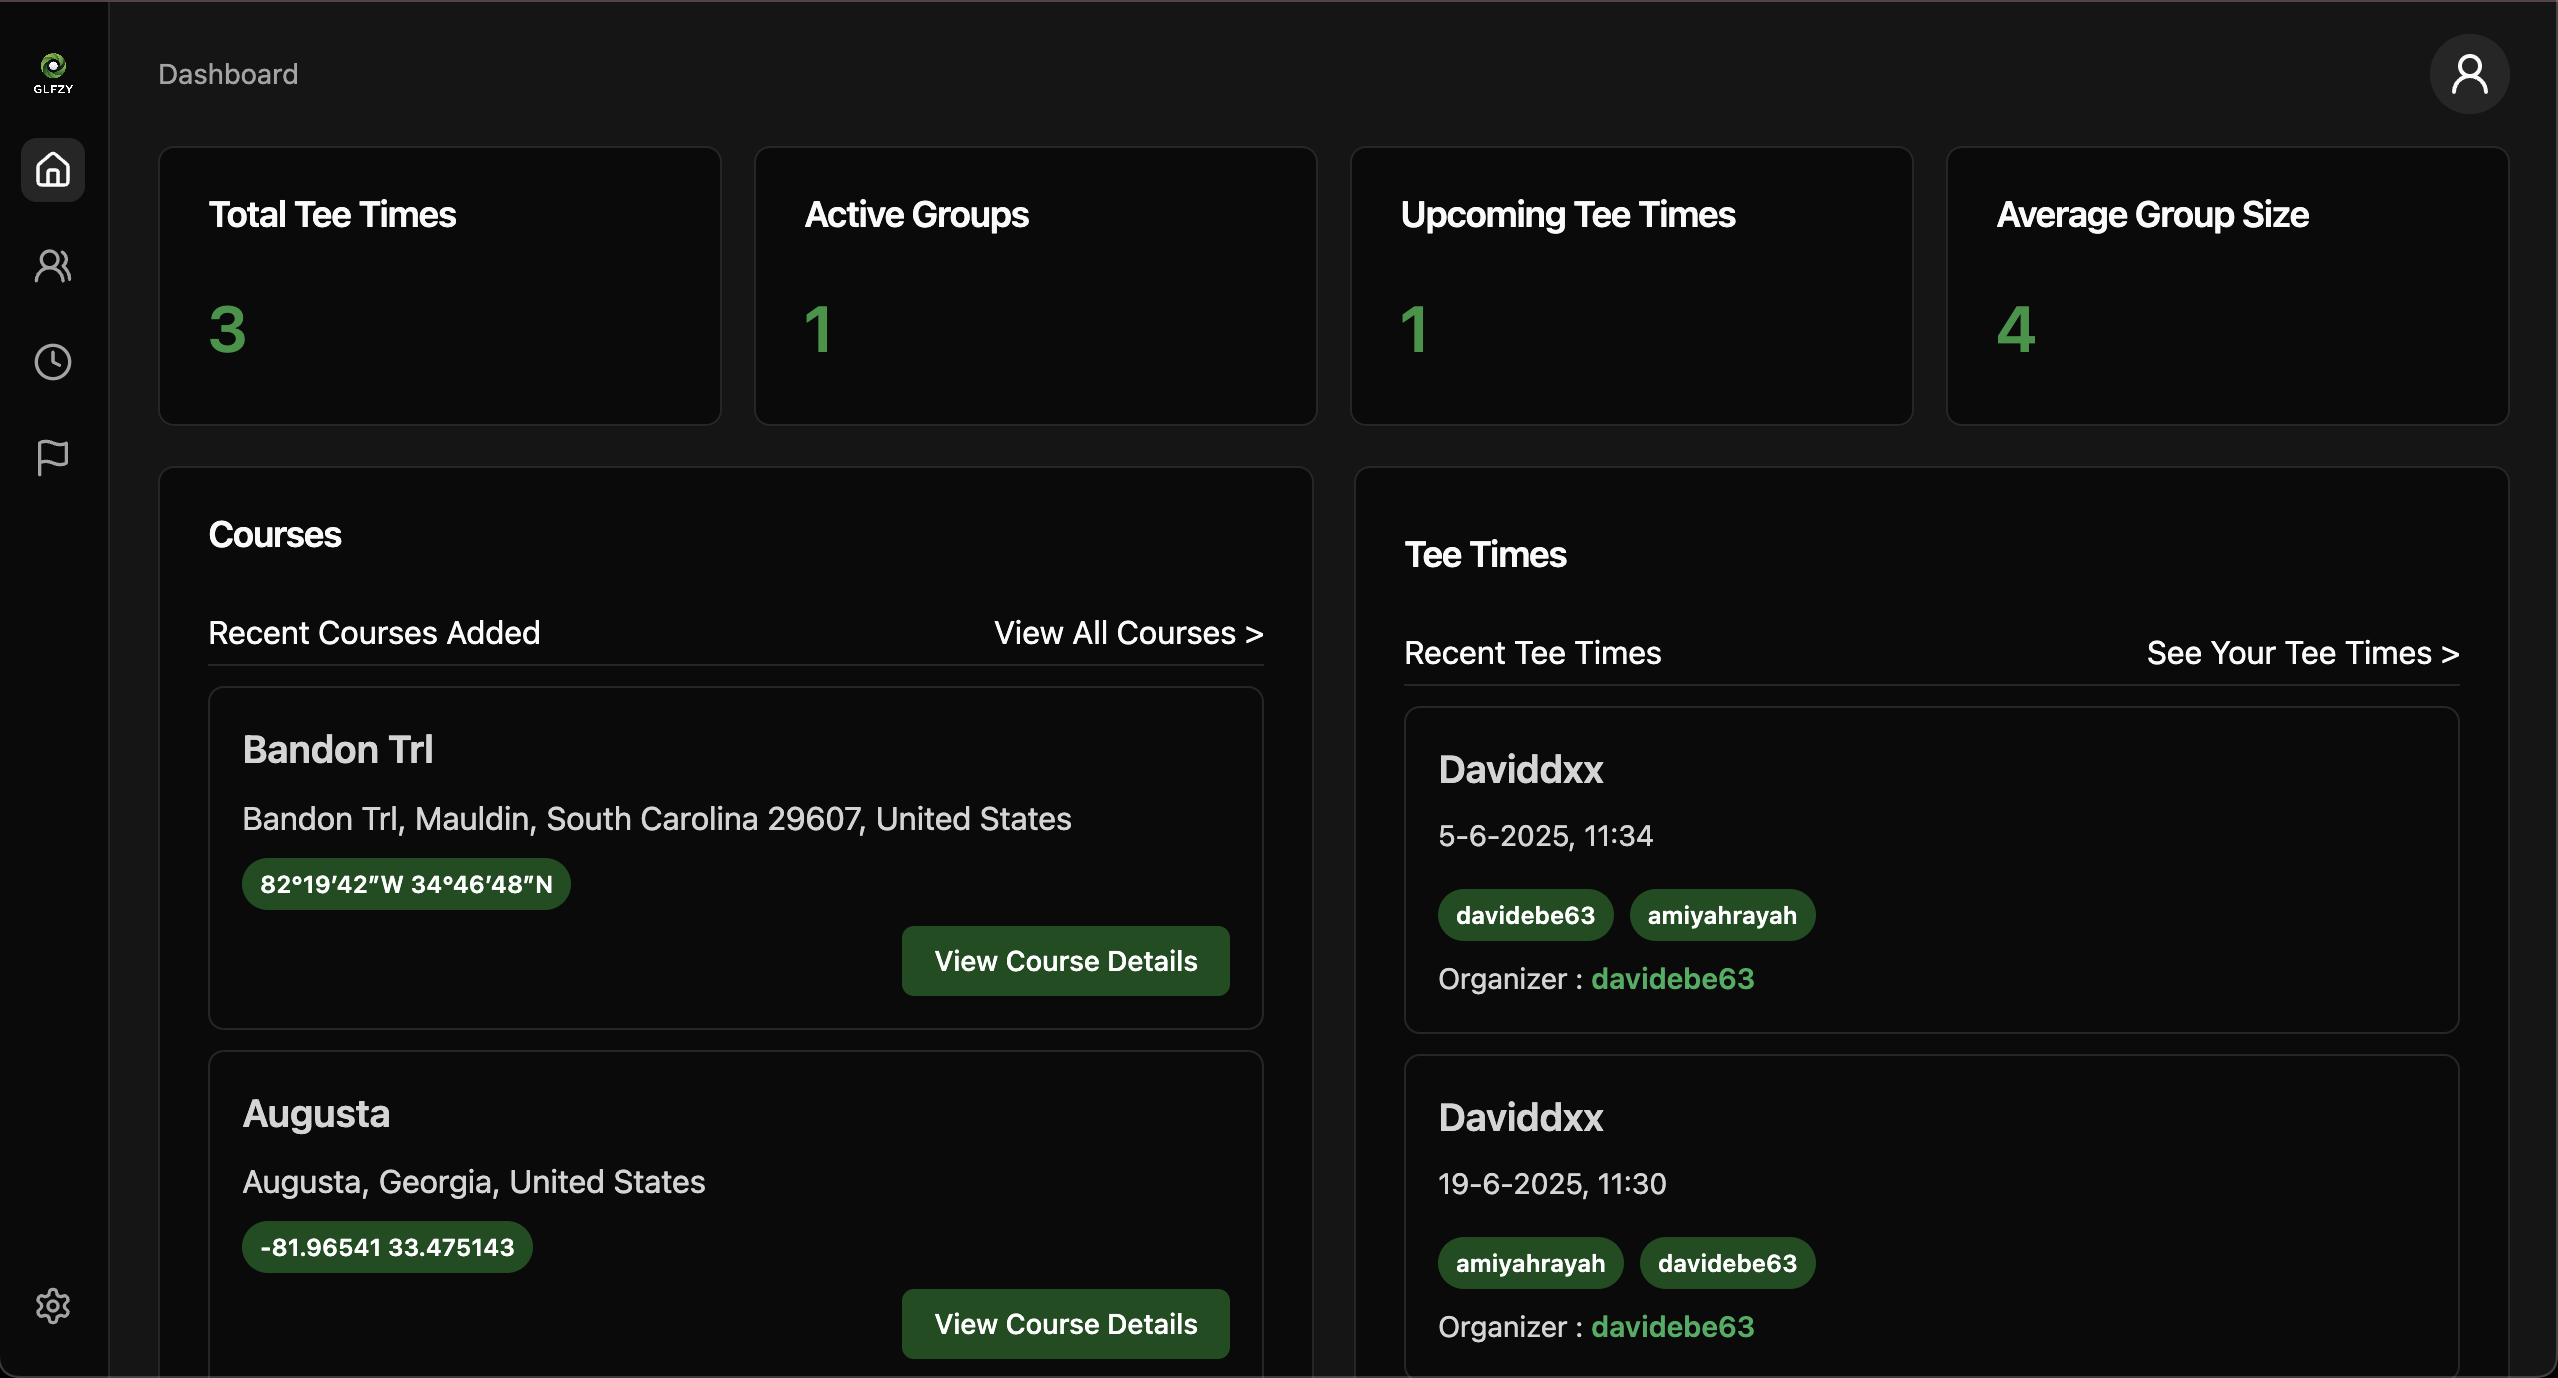 GLFZY
Dashboard
Total Tee Times
3
Active Groups
1
Upcoming Tee Times
1
Average Group Size
4
Courses
Recent Courses Added
View All Courses >
Bandon Trl
Bandon Trl, Mauldin, South Carolina 29607, United States
82°19′42″W 34°46′48″N
View Course Details
Augusta
Augusta, Georgia, United States
-81.96541 33.475143
View Course Details
Tee Times
Recent Tee Times
See Your Tee Times >
Daviddxx
5-6-2025, 11:34
davidebe63 amiyahrayah
Organizer : davidebe63
Daviddxx
19-6-2025, 11:30
amiyahrayah davidebe63
Organizer : davidebe63